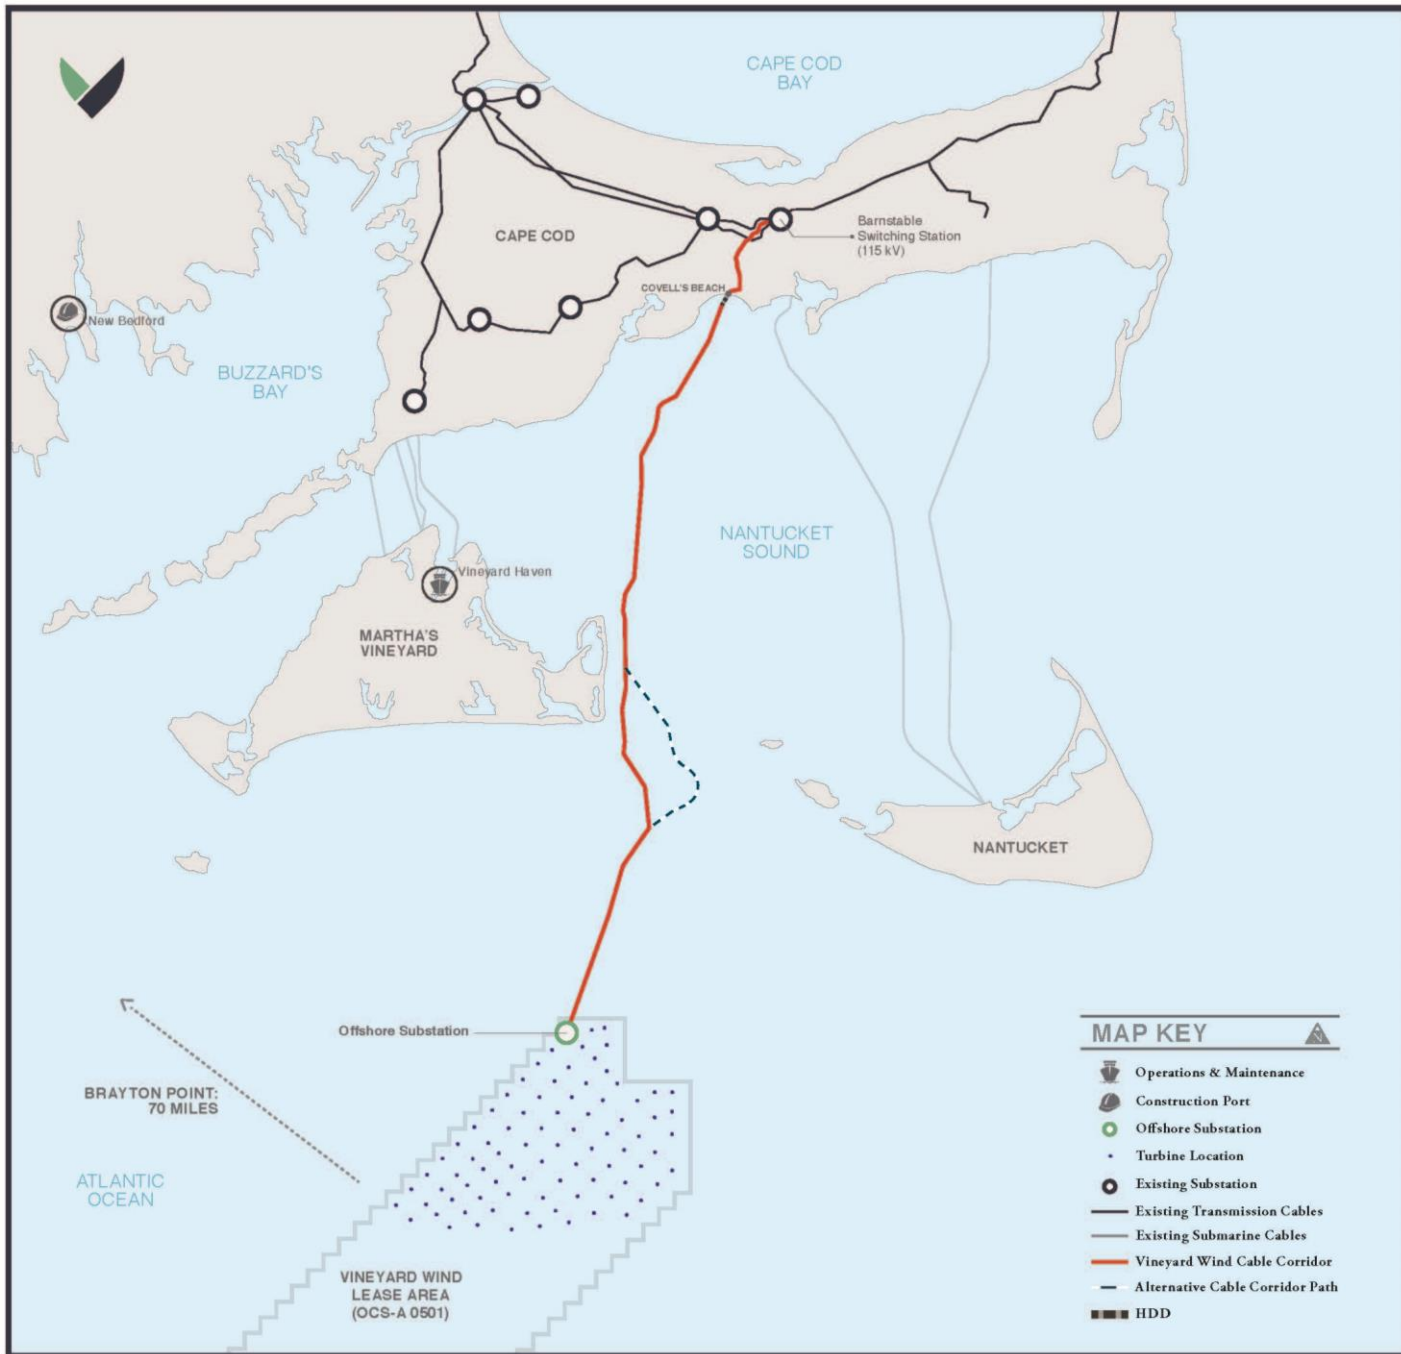 CAPE COD
BAY
CAPE COD
Barnstable
Switching Station
(115 kV)
COVELL'S BEACH
New Bedford
BUZZARD'S
BAY
NANTUCKET
SOUND
Vineyard Haven
MARTHA'S
VINEYARD
NANTUCKET
Offshore Substation
BRAYTON POINT:
70 MILES
ATLANTIC
OCEAN
VINEYARD WIND
LEASE AREA
(OCS-A 0501)
MAP KEY
N
Operations & Maintenance
Construction Port
Offshore Substation
Turbine Location
Existing Substation
Existing Transmission Cables
Existing Submarine Cables
Vineyard Wind Cable Corridor
Alternative Cable Corridor Path
HDD